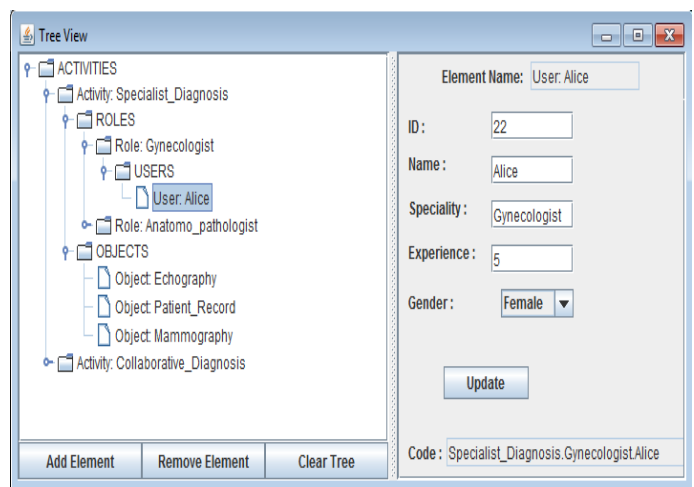 Tree View
ACTIVITIES
Activity: Specialist_Diagnosis
ROLES
Role: Gynecologist
USERS
User: Alice
Role: Anatomo_pathologist
OBJECTS
Object: Echography
Object: Patient_Record
Object: Mammography
Activity: Collaborative_Diagnosis
Add Element
Remove Element
Clear Tree
Element Name: User: Alice
ID : 22
Name : Alice
Speciality : Gynecologist
Experience : 5
Gender : Female
Update
Code : Specialist_Diagnosis.Gynecologist.Alice